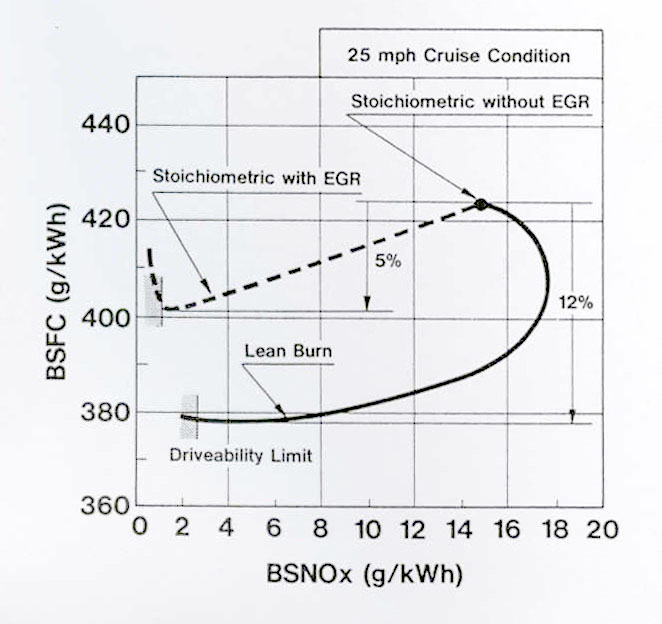 25 mph Cruise Condition
Stoichiometric without EGR
Stoichiometric with EGR
5%
12%
Lean Burn
Driveability Limit
BSFC (g/kWh)
440
420
400
380
360
0 2 4 6 8 10 12 14 16 18 20
BSNOx (g/kWh)